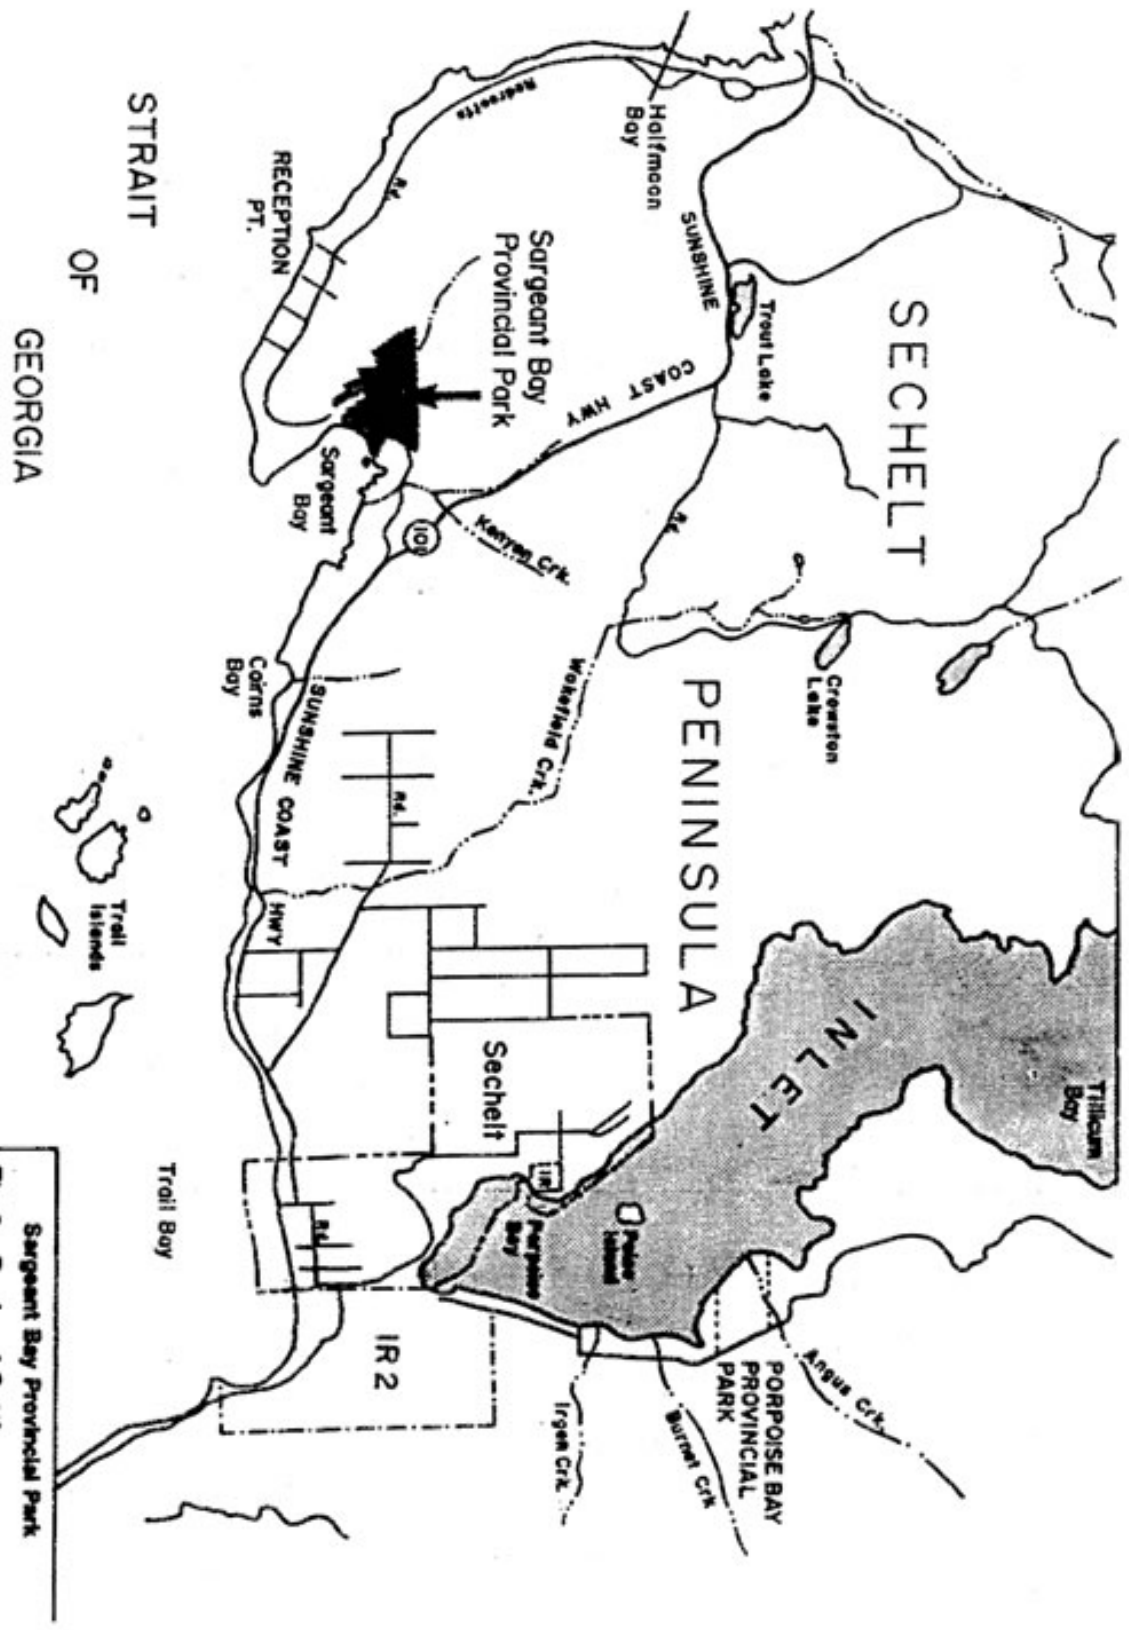 SECHELT
PENINSULA
INLET
Tillicum
Bay
Halfmoon
Bay
Redrooffs
Rd.
SUNSHINE
Trout Lake
COAST HWY
Sargeant Bay
Provincial Park
RECEPTION
PT.
Sargeant
Bay
101
Kenyon Crk.
Rd.
Crowston
Lake
Wakefield Crk.
Cairns
Bay
SUNSHINE COAST
HWY
Rd.
Sechelt
Porpoise
Bay
Island
PORPOISE BAY
PROVINCIAL
PARK
Angus Crk.
Burnet Crk
Irgen Crk.
IR 2
Rd.
Trail Bay
Trail
Islands
STRAIT
OF
GEORGIA
Sargeant Bay Provincial Park